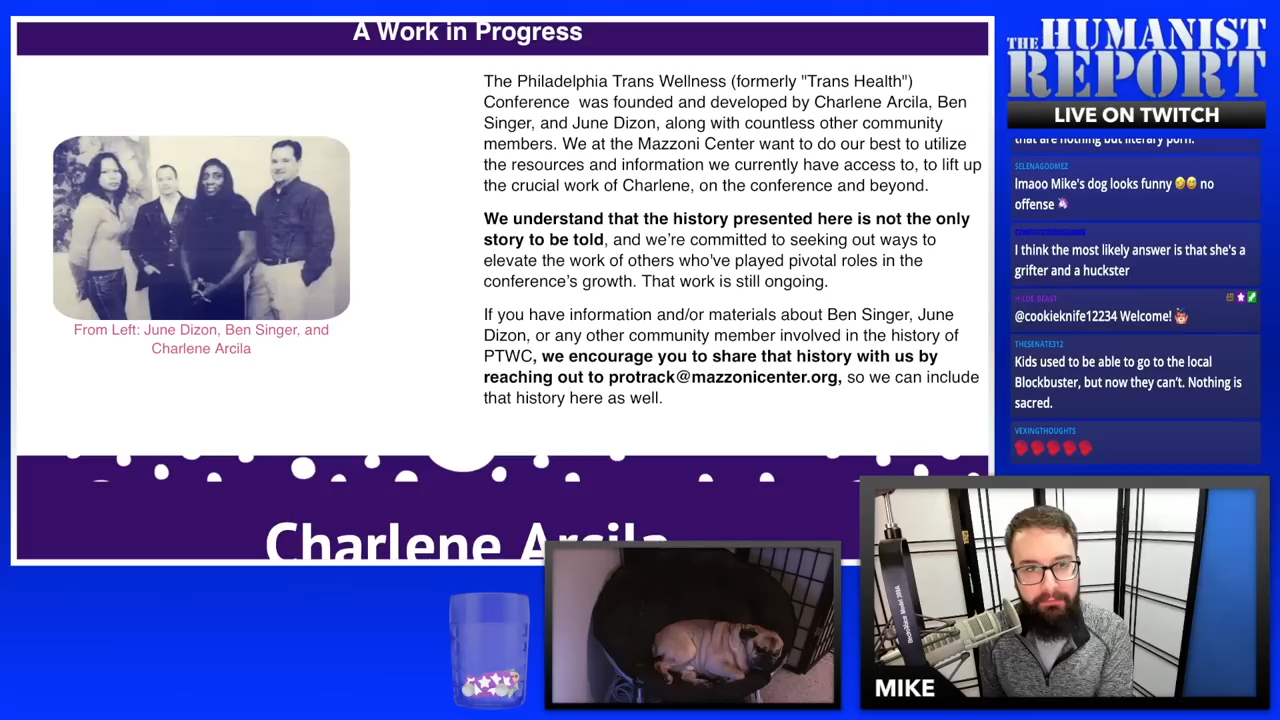 A Work in Progress
The Philadelphia Trans Wellness (formerly "Trans Health")
Conference was founded and developed by Charlene Arcila, Ben
Singer, and June Dizon, along with countless other community
members. We at the Mazzoni Center want to do our best to utilize
the resources and information we currently have access to, to lift up
the crucial work of Charlene, on the conference and beyond.
We understand that the history presented here is not the only
story to be told, and we're committed to seeking out ways to
elevate the work of others who've played pivotal roles in the
conference's growth. That work is still ongoing.
If you have information and/or materials about Ben Singer, June
Dizon, or any other community member involved in the history of
PTWC, we encourage you to share that history with us by
reaching out to protrack@mazzonicenter.org, so we can include
that history here as well.
From Left: June Dizon, Ben Singer, and
Charlene Arcila
Charlene Arcila
THE HUMANIST
REPORT
LIVE ON TWITCH
that are nothing but literary porn.
SELENAGODMEZ
lmaoo Mike's dog looks funny 🤣😂 no
offense 🦄
I think the most likely answer is that she's a
grifter and a huckster
HILDE BEAST
@cookieknife12234 Welcome!
THESENATE312
Kids used to be able to go to the local
Blockbuster, but now they can't. Nothing is
sacred.
VEXINGTHOUGHTS
MIKE